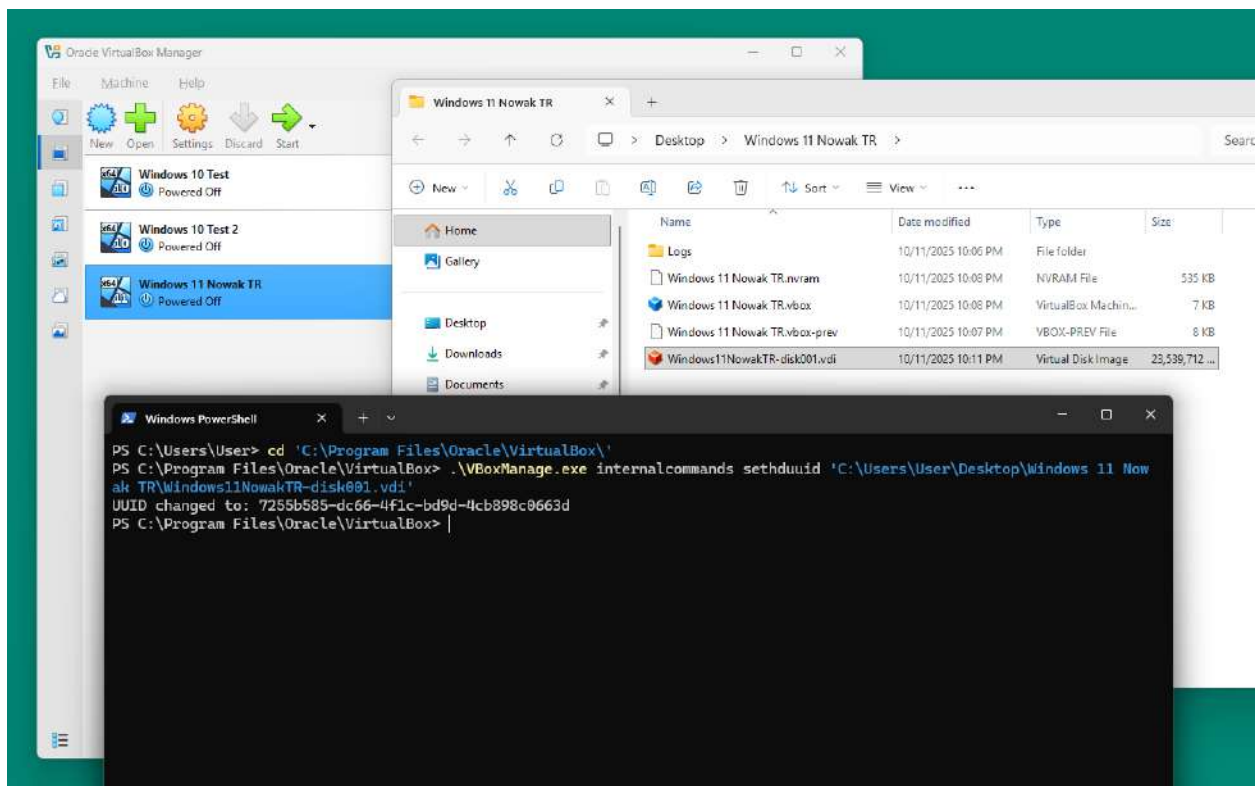 Oracle VirtualBox Manager
File Machine Help
New Open Settings Discard Start
x64 10 Windows 10 Test
Powered Off
x64 10 Windows 10 Test 2
Powered Off
x64 11 Windows 11 Nowak TR
Powered Off
Windows 11 Nowak TR
Desktop > Windows 11 Nowak TR >
Searc
New Sort View ...
Home
Gallery
Desktop
Downloads
Documents
Name Date modified Type Size
Logs 10/11/2025 10:06 PM File folder
Windows 11 Nowak TR.nvram 10/11/2025 10:08 PM NVRAM File 535 KB
Windows 11 Nowak TR.vbox 10/11/2025 10:08 PM VirtualBox Machin... 7 KB
Windows 11 Nowak TR.vbox-prev 10/11/2025 10:07 PM VBOX-PREV File 8 KB
Windows11NowakTR-disk001.vdi 10/11/2025 10:11 PM Virtual Disk Image 23,539,712 ...
Windows PowerShell
PS C:\Users\User> cd 'C:\Program Files\Oracle\VirtualBox\'
PS C:\Program Files\Oracle\VirtualBox> .\VBoxManage.exe internalcommands sethduuid 'C:\Users\User\Desktop\Windows 11 Now
ak TR\Windows11NowakTR-disk001.vdi'
UUID changed to: 7255b585-dc66-4f1c-bd9d-4cb898c0663d
PS C:\Program Files\Oracle\VirtualBox>